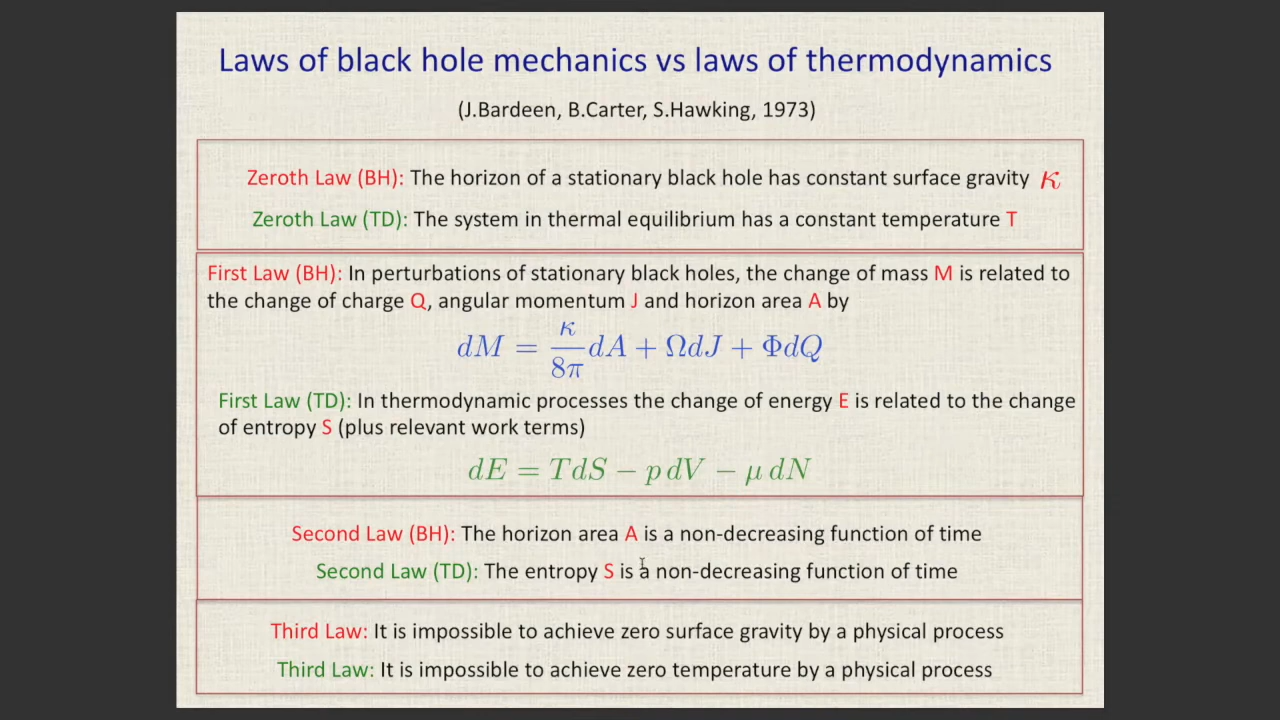 Laws of black hole mechanics vs laws of thermodynamics
(J.Bardeen, B.Carter, S.Hawking, 1973)
Zeroth Law (BH): The horizon of a stationary black hole has constant surface gravity κ
Zeroth Law (TD): The system in thermal equilibrium has a constant temperature T
First Law (BH): In perturbations of stationary black holes, the change of mass M is related to
the change of charge Q, angular momentum J and horizon area A by
dM = κ/8π dA + ΩdJ + ΦdQ
First Law (TD): In thermodynamic processes the change of energy E is related to the change
of entropy S (plus relevant work terms)
dE = TdS − p dV − μ dN
Second Law (BH): The horizon area A is a non-decreasing function of time
Second Law (TD): The entropy S is a non-decreasing function of time
Third Law: It is impossible to achieve zero surface gravity by a physical process
Third Law: It is impossible to achieve zero temperature by a physical process